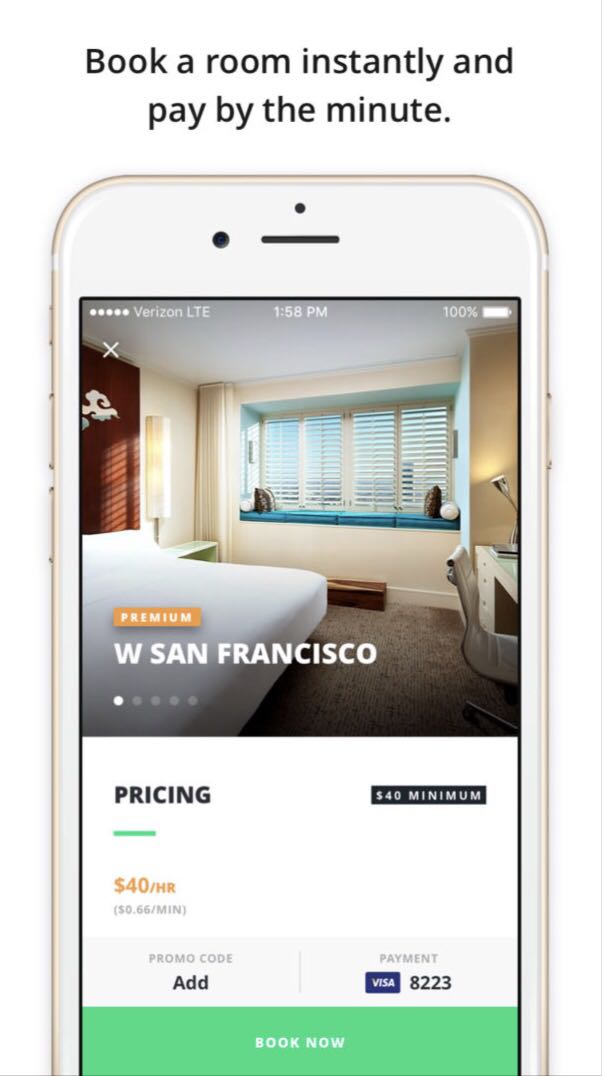 Book a room instantly and
pay by the minute.
Verizon LTE 1:58 PM 100%
PREMIUM
W SAN FRANCISCO
PRICING $40 MINIMUM
$40/HR
($0.66/MIN)
PROMO CODE PAYMENT
Add VISA 8223
BOOK NOW